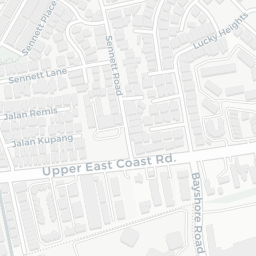 Sennett Place
Lucky Heights
Sennett Lane
Sennett Road
Jalan Remis
Jalan Kupang
Upper East Coast Rd.
Bayshore Road